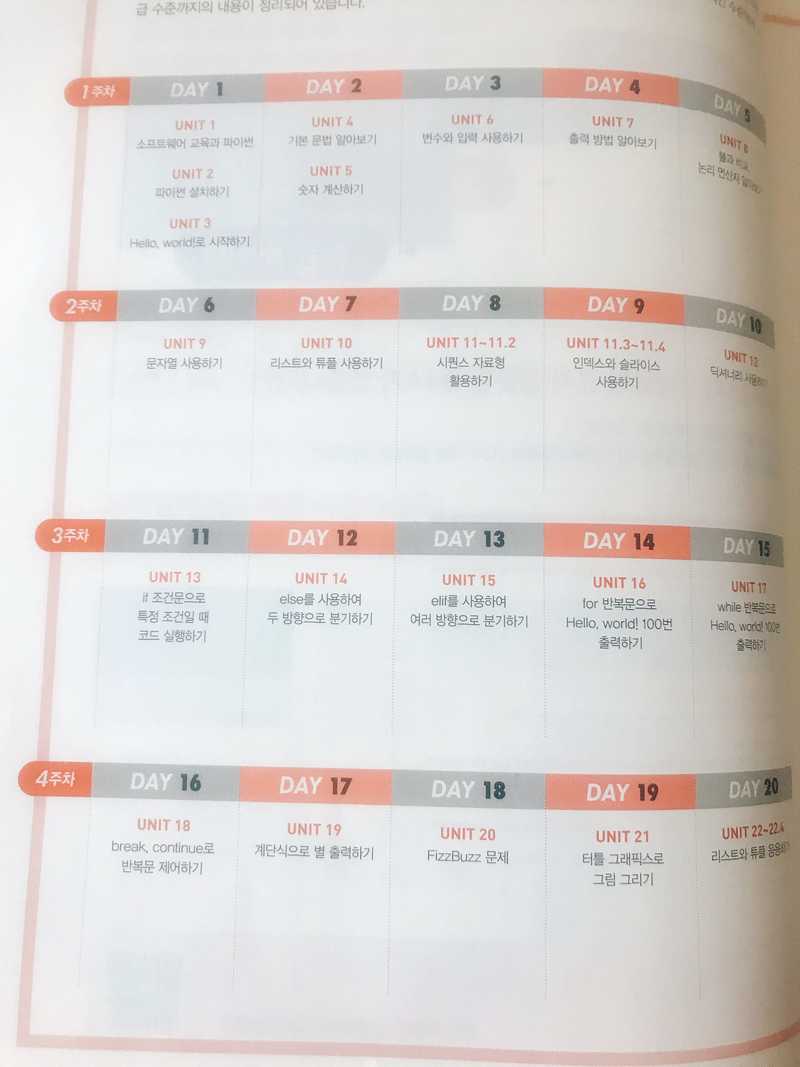 급 수준까지의 내용이 정리되어 있습니다.
1주차 DAY 1 DAY 2 DAY 3 DAY 4 DAY 5
UNIT 1
소프트웨어 교육과 파이썬
UNIT 2
파이썬 설치하기
UNIT 3
Hello, world!로 시작하기
UNIT 4
기본 문법 알아보기
UNIT 5
숫자 계산하기
UNIT 6
변수와 입력 사용하기
UNIT 7
출력 방법 알아보기
UNIT 8
불과 비교,
논리 연산자 알아보기
2주차 DAY 6 DAY 7 DAY 8 DAY 9 DAY 10
UNIT 9
문자열 사용하기
UNIT 10
리스트와 튜플 사용하기
UNIT 11~11.2
시퀀스 자료형
활용하기
UNIT 11.3~11.4
인덱스와 슬라이스
사용하기
UNIT 12
딕셔너리 사용하기
3주차 DAY 11 DAY 12 DAY 13 DAY 14 DAY 15
UNIT 13
if 조건문으로
특정 조건일 때
코드 실행하기
UNIT 14
else를 사용하여
두 방향으로 분기하기
UNIT 15
elif를 사용하여
여러 방향으로 분기하기
UNIT 16
for 반복문으로
Hello, world! 100번
출력하기
UNIT 17
while 반복문으로
Hello, world! 100번
출력하기
4주차 DAY 16 DAY 17 DAY 18 DAY 19 DAY 20
UNIT 18
break, continue로
반복문 제어하기
UNIT 19
계단식으로 별 출력하기
UNIT 20
FizzBuzz 문제
UNIT 21
터틀 그래픽스로
그림 그리기
UNIT 22~22.4
리스트와 튜플 응용하기